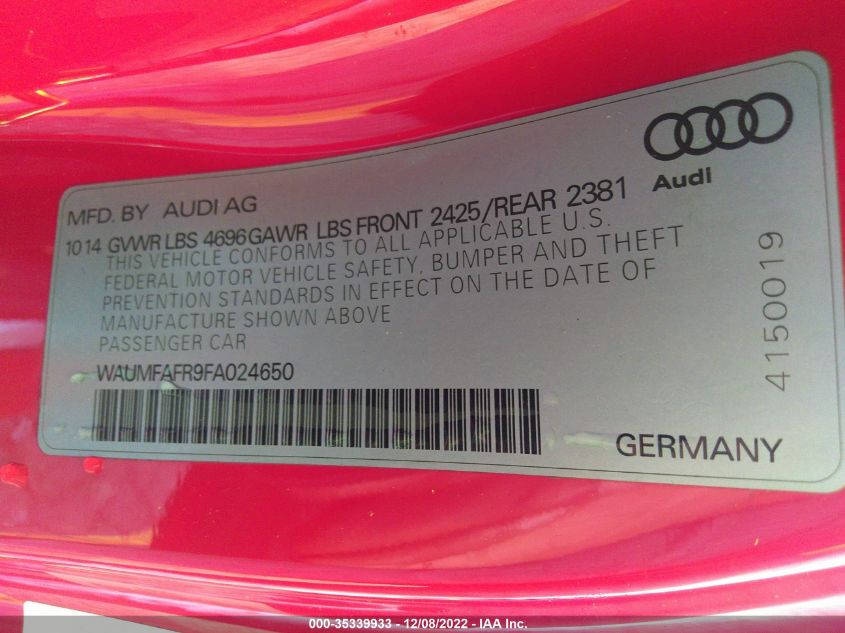 Audi
MFD. BY AUDI AG
10 14 GVWR LBS 4696 GAWR LBS FRONT 2425/REAR 2381
THIS VEHICLE CONFORMS TO ALL APPLICABLE U.S.
FEDERAL MOTOR VEHICLE SAFETY, BUMPER AND THEFT
PREVENTION STANDARDS IN EFFECT ON THE DATE OF
MANUFACTURE SHOWN ABOVE
PASSENGER CAR
WAUMFAFR9FA024650
GERMANY
4150019
000-35339933 - 12/08/2022 - IAA Inc.